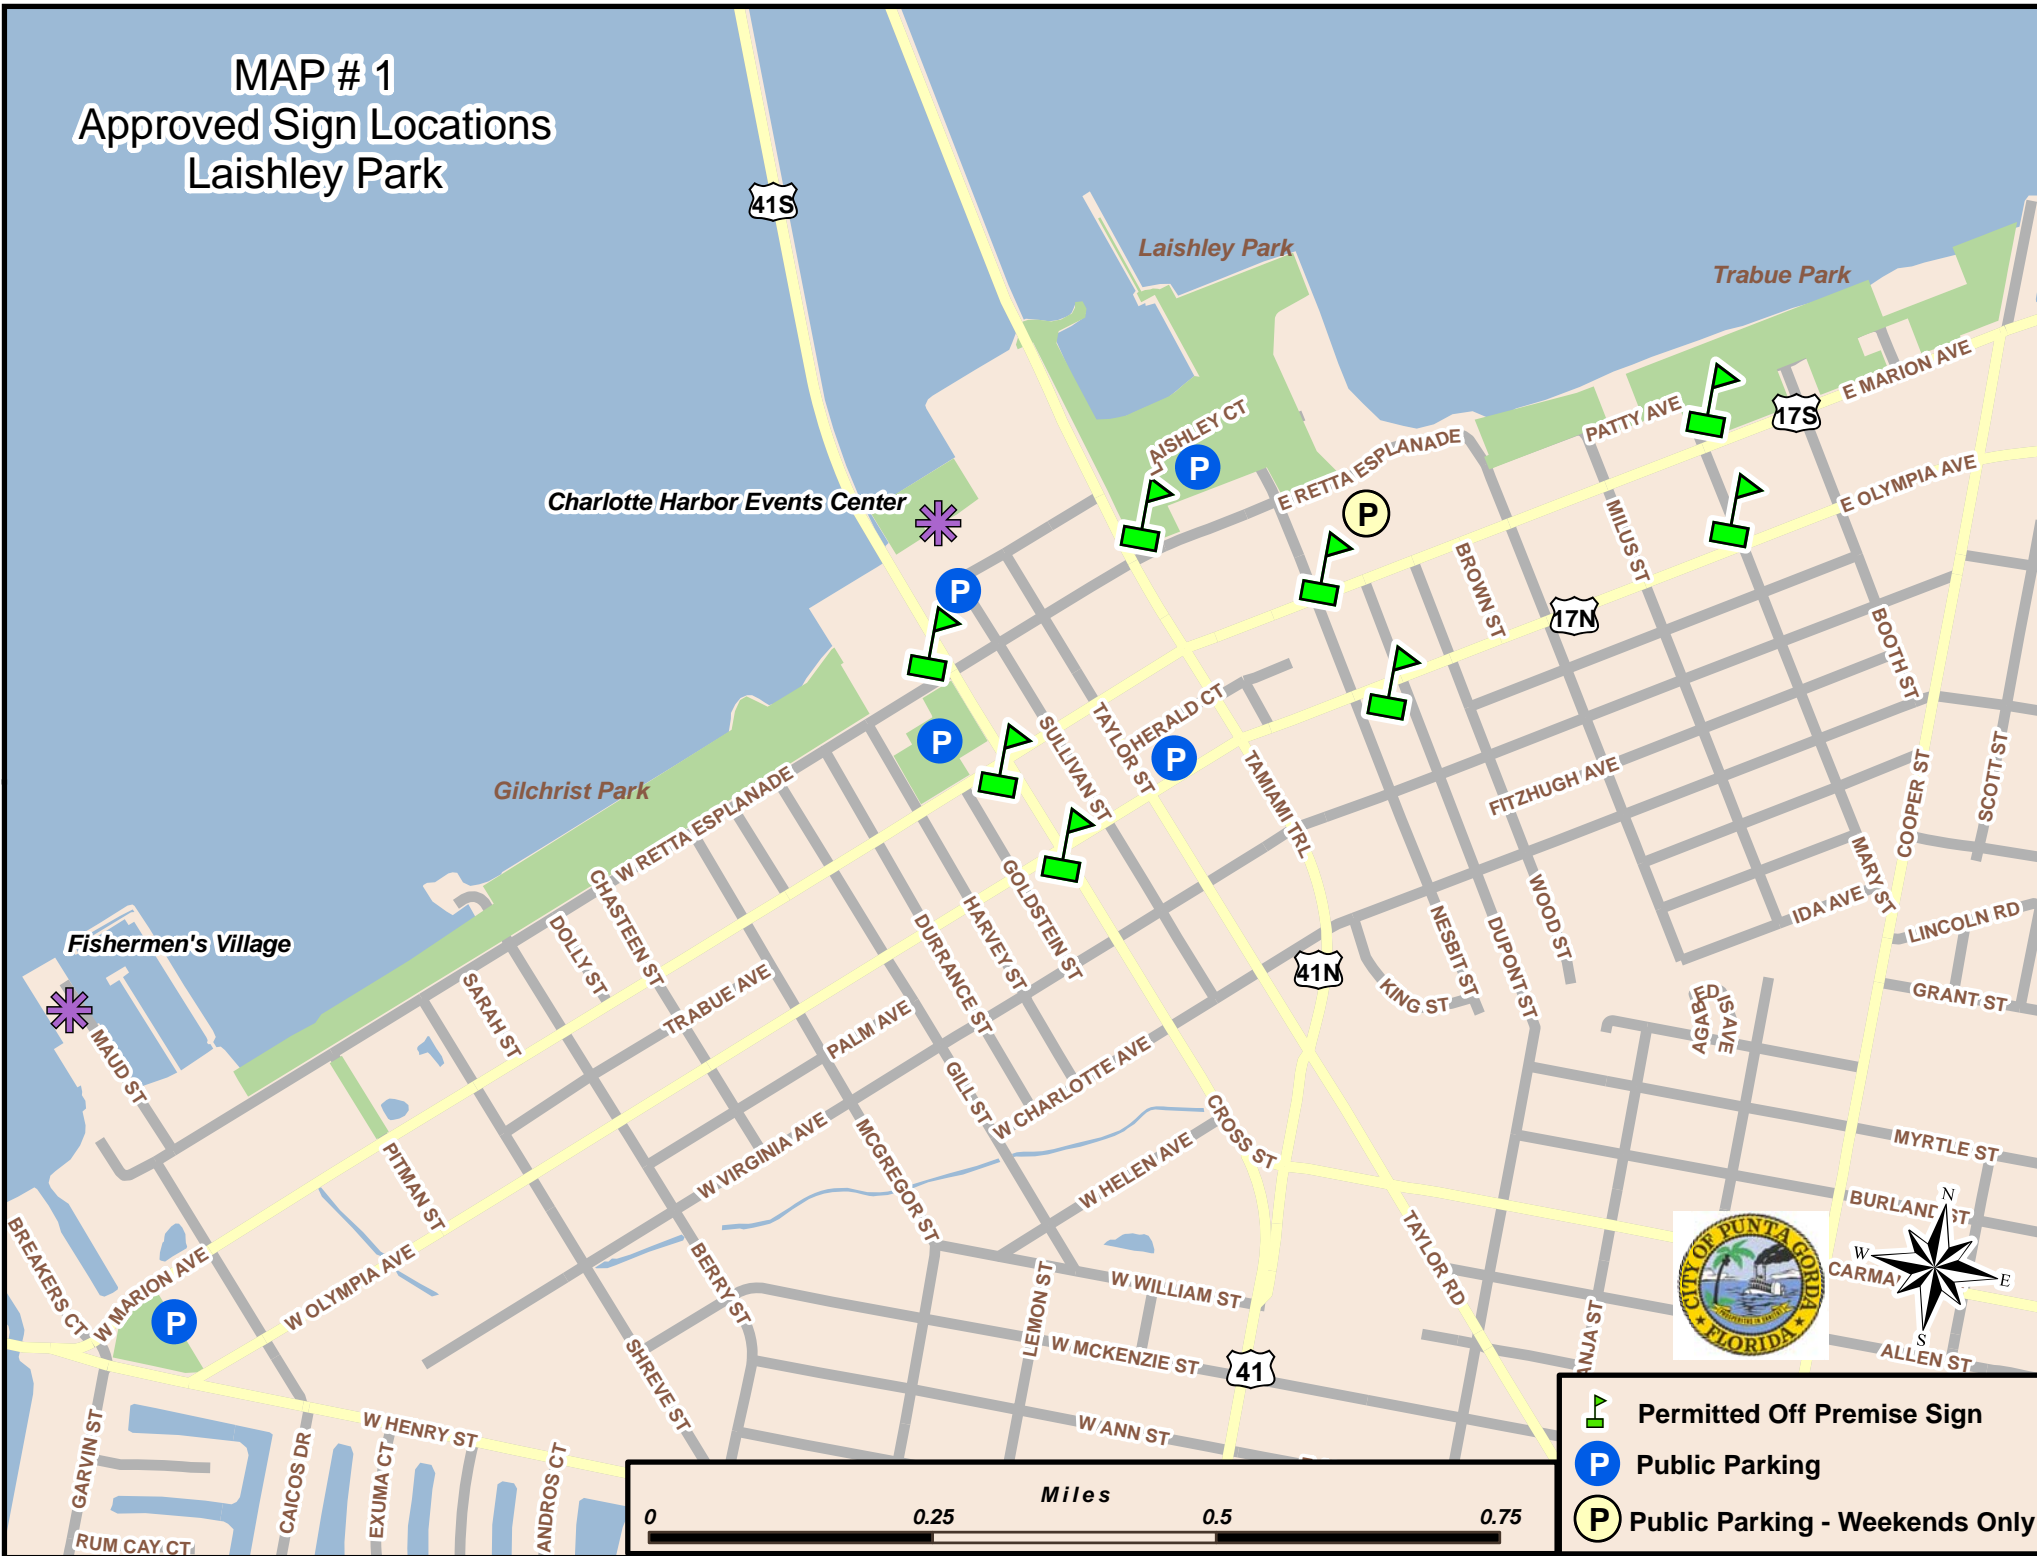 MAP # 1
Approved Sign Locations
Laishley Park
41S
Laishley Park
Trabue Park
E MARION AVE
17S
PATTY AVE
LAISHLEY CT
P
E RETTA ESPLANADE
E OLYMPIA AVE
Charlotte Harbor Events Center
P
MILUS ST
BROWN ST
P
17N
BOOTH ST
HERALD CT
TAYLOR ST
SULLIVAN ST
P
P
TAMIAMI TRL
FITZHUGH AVE
SCOTT ST
COOPER ST
Gilchrist Park
W RETTA ESPLANADE
GOLDSTEIN ST
HARVEY ST
DURRANCE ST
CHASTEEN ST
DOLLY ST
MARY ST
IDA AVE
LINCOLN RD
WOOD ST
NESBIT ST
DUPONT ST
Fishermen's Village
41N
KING ST
GRANT ST
SARAH ST
TRABUE AVE
PALM AVE
MAUD ST
GILL ST
W CHARLOTTE AVE
CROSS ST
MYRTLE ST
W VIRGINIA AVE
MCGREGOR ST
W HELEN AVE
PITMAN ST
BURLAND ST
N
W
E
S
BREAKERS CT
W MARION AVE
W OLYMPIA AVE
BERRY ST
W WILLIAM ST
TAYLOR RD
CITY OF PUNTA GORDA
FLORIDA
P
LEMON ST
W MCKENZIE ST
41
ALLEN ST
SHREVE ST
W HENRY ST
W ANN ST
GARVIN ST
CAICOS DR
EXUMA CT
ANDROS CT
RUM CAY CT
Miles
0 0.25 0.5 0.75
Permitted Off Premise Sign
P Public Parking
P Public Parking - Weekends Only